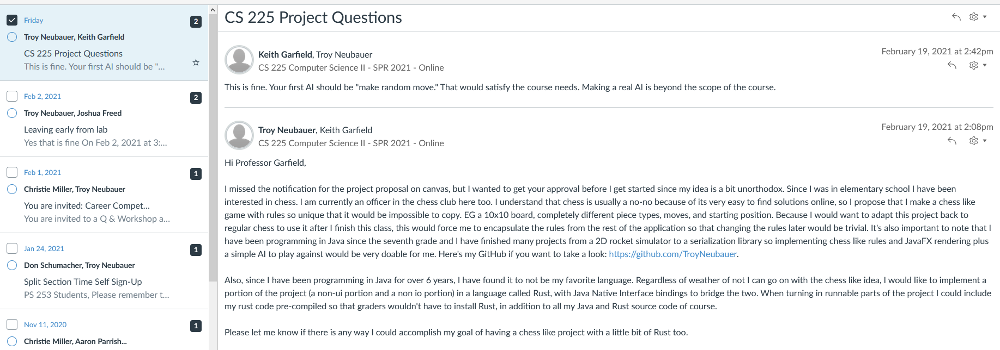 Friday
2
Troy Neubauer, Keith Garfield
CS 225 Project Questions
This is fine. Your first AI should be "...
Feb 2, 2021
2
Troy Neubauer, Joshua Freed
Leaving early from lab
Yes that is fine On Feb 2, 2021 at 3:...
Feb 1, 2021
1
Christie Miller, Troy Neubauer
You are invited: Career Compet...
You are invited to a Q & Workshop a...
Jan 24, 2021
1
Don Schumacher, Troy Neubauer
Split Section Time Self Sign-Up
PS 253 Students, Please remember t...
Nov 11, 2020
1
Christie Miller, Aaron Parrish...
CS 225 Project Questions
Keith Garfield, Troy Neubauer
February 19, 2021 at 2:42pm
CS 225 Computer Science II - SPR 2021 - Online
This is fine. Your first AI should be "make random move." That would satisfy the course needs. Making a real AI is beyond the scope of the course.
Troy Neubauer, Keith Garfield
February 19, 2021 at 2:08pm
CS 225 Computer Science II - SPR 2021 - Online
Hi Professor Garfield,
I missed the notification for the project proposal on canvas, but I wanted to get your approval before I get started since my idea is a bit unorthodox. Since I was in elementary school I have been
interested in chess. I am currently an officer in the chess club here too. I understand that chess is usually a no-no because of its very easy to find solutions online, so I propose that I make a chess like
game with rules so unique that it would be impossible to copy. EG a 10x10 board, completely different piece types, moves, and starting position. Because I would want to adapt this project back to
regular chess to use it after I finish this class, this would force me to encapsulate the rules from the rest of the application so that changing the rules later would be trivial. It's also important to note that I
have been programming in Java since the seventh grade and I have finished many projects from a 2D rocket simulator to a serialization library so implementing chess like rules and JavaFX rendering plus
a simple AI to play against would be very doable for me. Here's my GitHub if you want to take a look: https://github.com/TroyNeubauer.
Also, since I have been programming in Java for over 6 years, I have found it to not be my favorite language. Regardless of weather of not I can go on with the chess like idea, I would like to implement a
portion of the project (a non-ui portion and a non io portion) in a language called Rust, with Java Native Interface bindings to bridge the two. When turning in runnable parts of the project I could include
my rust code pre-compiled so that graders wouldn't have to install Rust, in addition to all my Java and Rust source code of course.
Please let me know if there is any way I could accomplish my goal of having a chess like project with a little bit of Rust too.